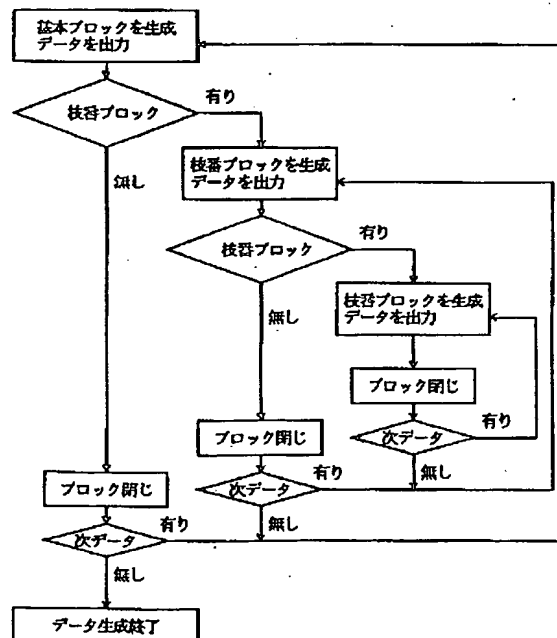 基本ブロックを生成
データを出力
枝番ブロック
有り
無し
枝番ブロックを生成
データを出力
枝番ブロック
有り
無し
枝番ブロックを生成
データを出力
ブロック閉じ
次データ
有り
無し
ブロック閉じ
次データ
有り
無し
ブロック閉じ
次データ
有り
無し
データ生成終了